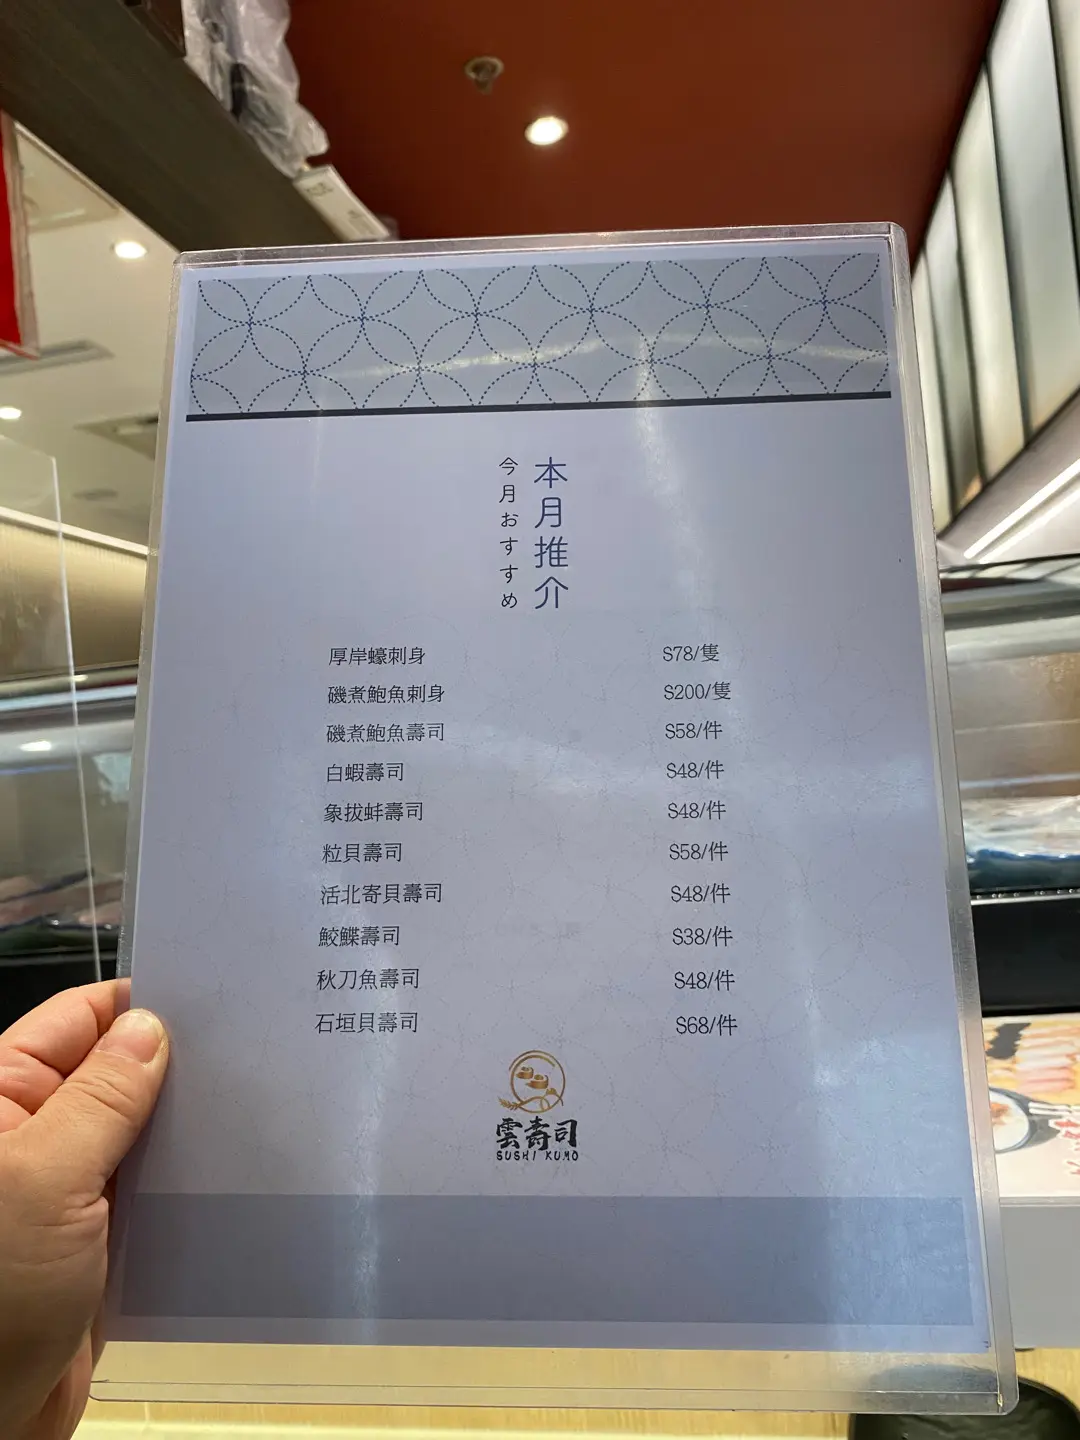 本月推介
今月おすすめ
厚岸蠔刺身 $78/隻
磯煮鮑魚刺身 $200/隻
磯煮鮑魚壽司 $58/件
白蝦壽司 $48/件
象拔蚌壽司 $48/件
粒貝壽司 $58/件
活北寄貝壽司 $48/件
鮫鰈壽司 $38/件
秋刀魚壽司 $48/件
石垣貝壽司 $68/件
雲壽司
SUSHI KUMO